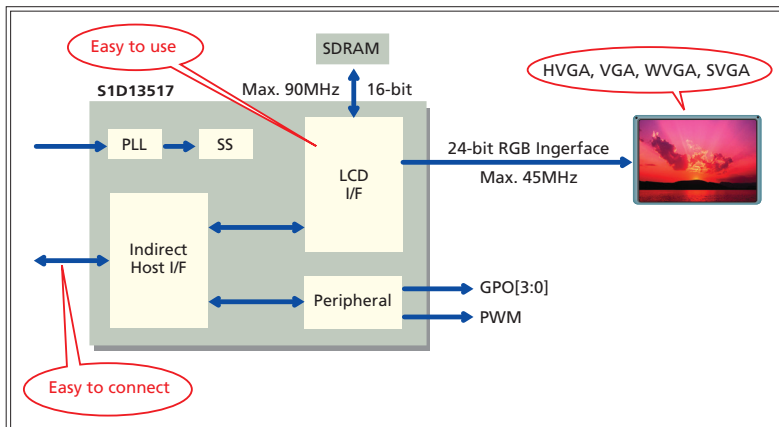 Easy to use
SDRAM
HVGA, VGA, WVGA, SVGA
S1D13517
Max. 90MHz
16-bit
PLL
SS
LCD
I/F
24-bit RGB Ingerface
Max. 45MHz
Indirect
Host I/F
Peripheral
GPO[3:0]
PWM
Easy to connect